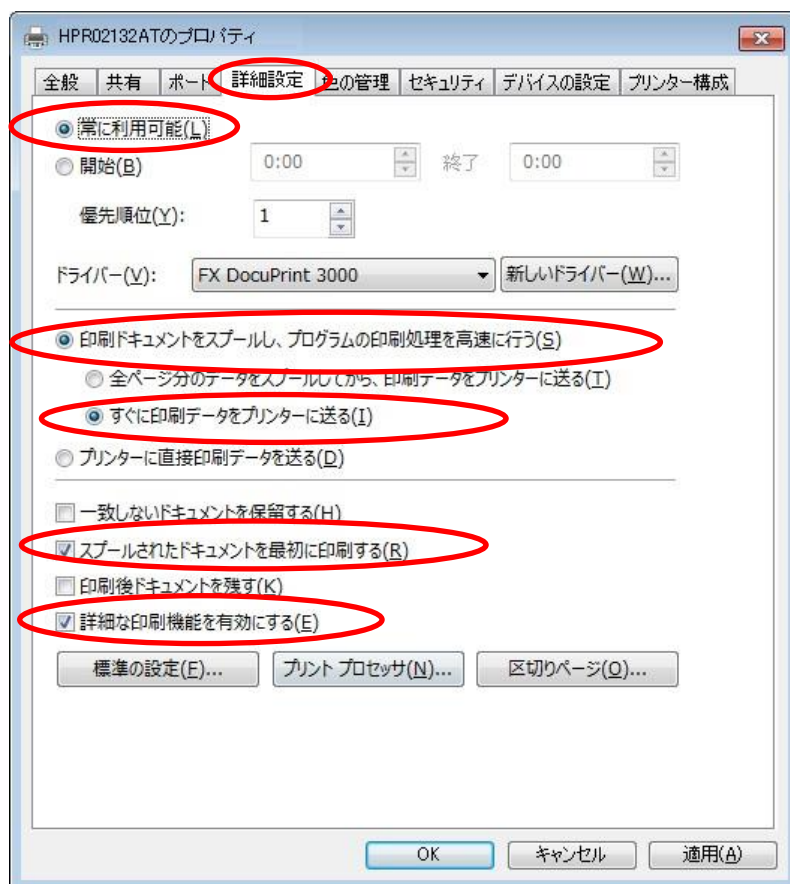 HPR02132ATのプロパティ
全般 共有 ポート 詳細設定 色の管理 セキュリティ デバイスの設定 プリンター構成
常に利用可能(L)
開始(B) 0:00 終了 0:00
優先順位(Y): 1
ドライバー(V): FX DocuPrint 3000 新しいドライバー(W)...
印刷ドキュメントをスプールし、プログラムの印刷処理を高速に行う(S)
全ページ分のデータをスプールしてから、印刷データをプリンターに送る(T)
すぐに印刷データをプリンターに送る(I)
プリンターに直接印刷データを送る(D)
一致しないドキュメントを保留する(H)
スプールされたドキュメントを最初に印刷する(R)
印刷後ドキュメントを残す(K)
詳細な印刷機能を有効にする(E)
標準の設定(F)... プリント プロセッサ(N)... 区切りページ(O)...
OK キャンセル 適用(A)